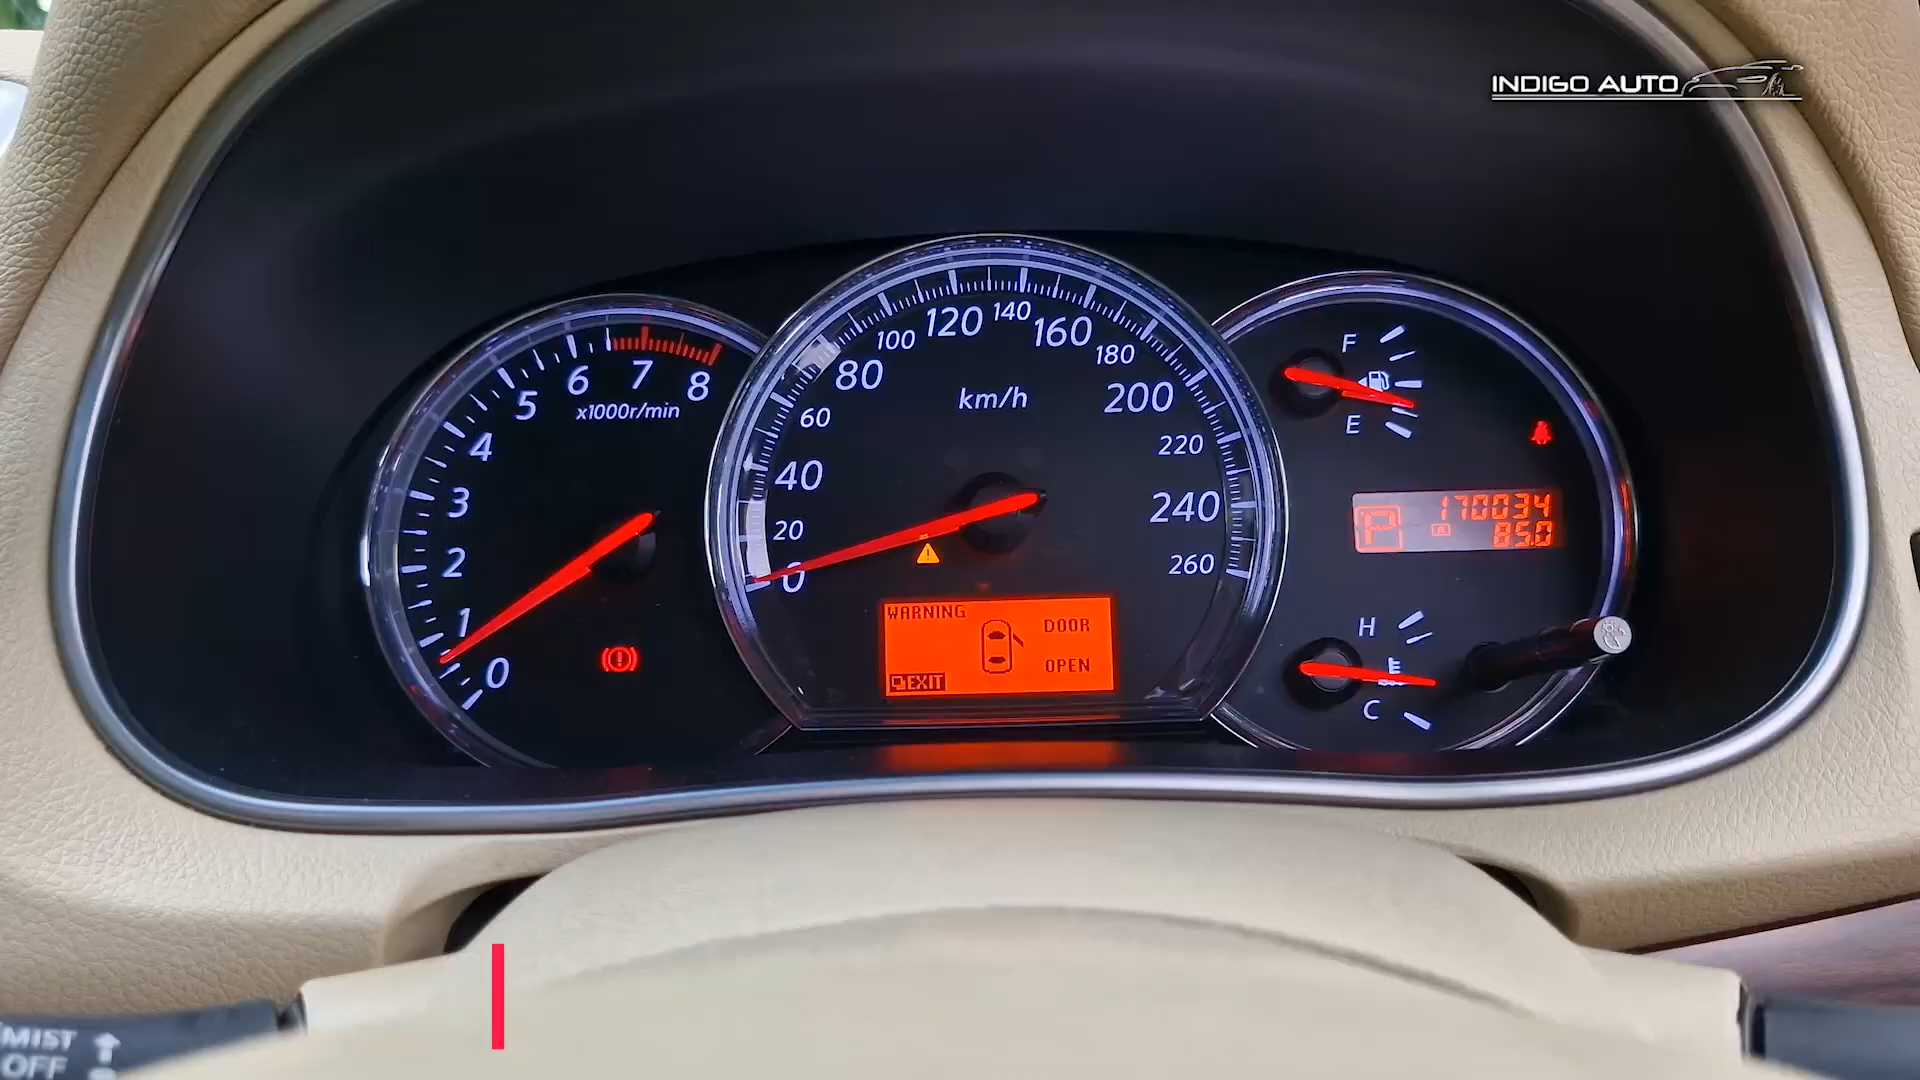 INDIGO AUTO
0
1
2
3
4
5
6
7
8
x1000r/min
0
20
40
60
80
100
120
140
160
180
200
220
240
260
km/h
WARNING
DOOR
OPEN
EXIT
F
E
P
170034
A
85.0
H
C
MIST
OFF